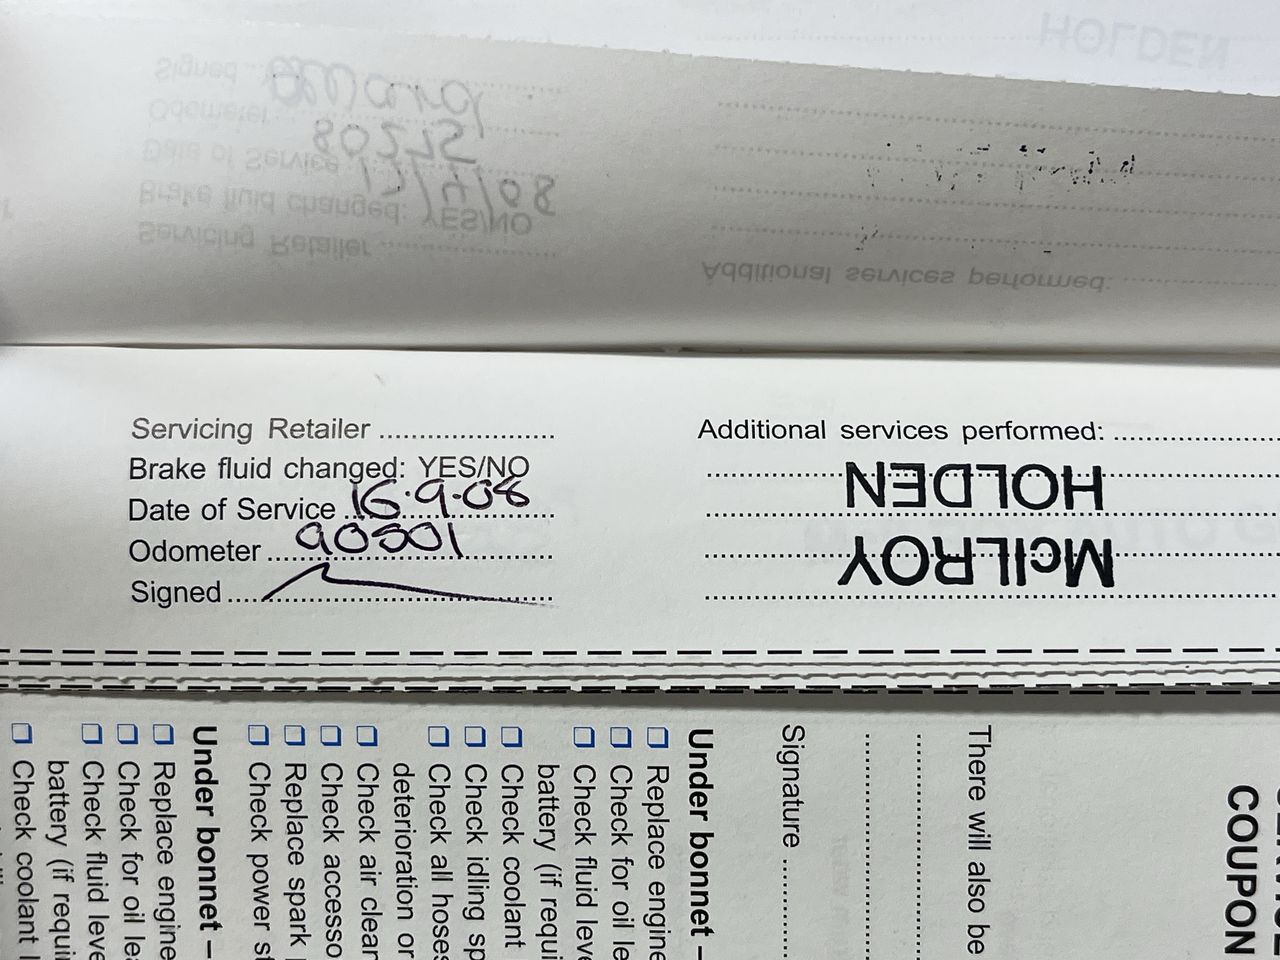 HOLDEN
Signed
Odometer 80275
Date of Service 17/4/08
Brake fluid changed: YES/NO
Servicing Retailer
Additional services performed:
Servicing Retailer ........................
Brake fluid changed: YES/NO
Date of Service 16.9.08
Odometer 90501
Signed
Additional services performed:
McILROY
HOLDEN
COUPON
There will also be
Signature
Under bonnet –
❒ Replace engine
❒ Check for oil le
❒ Check fluid leve
battery (if requi
❒ Check coolant
❒ Check idling sp
❒ Check all hoses
deterioration or
❒ Check air clean
❒ Check accesso
❒ Replace spark
❒ Check power st
Under bonnet –
❒ Replace engine
❒ Check for oil lea
❒ Check fluid leve
battery (if requi
❒ Check coolant l